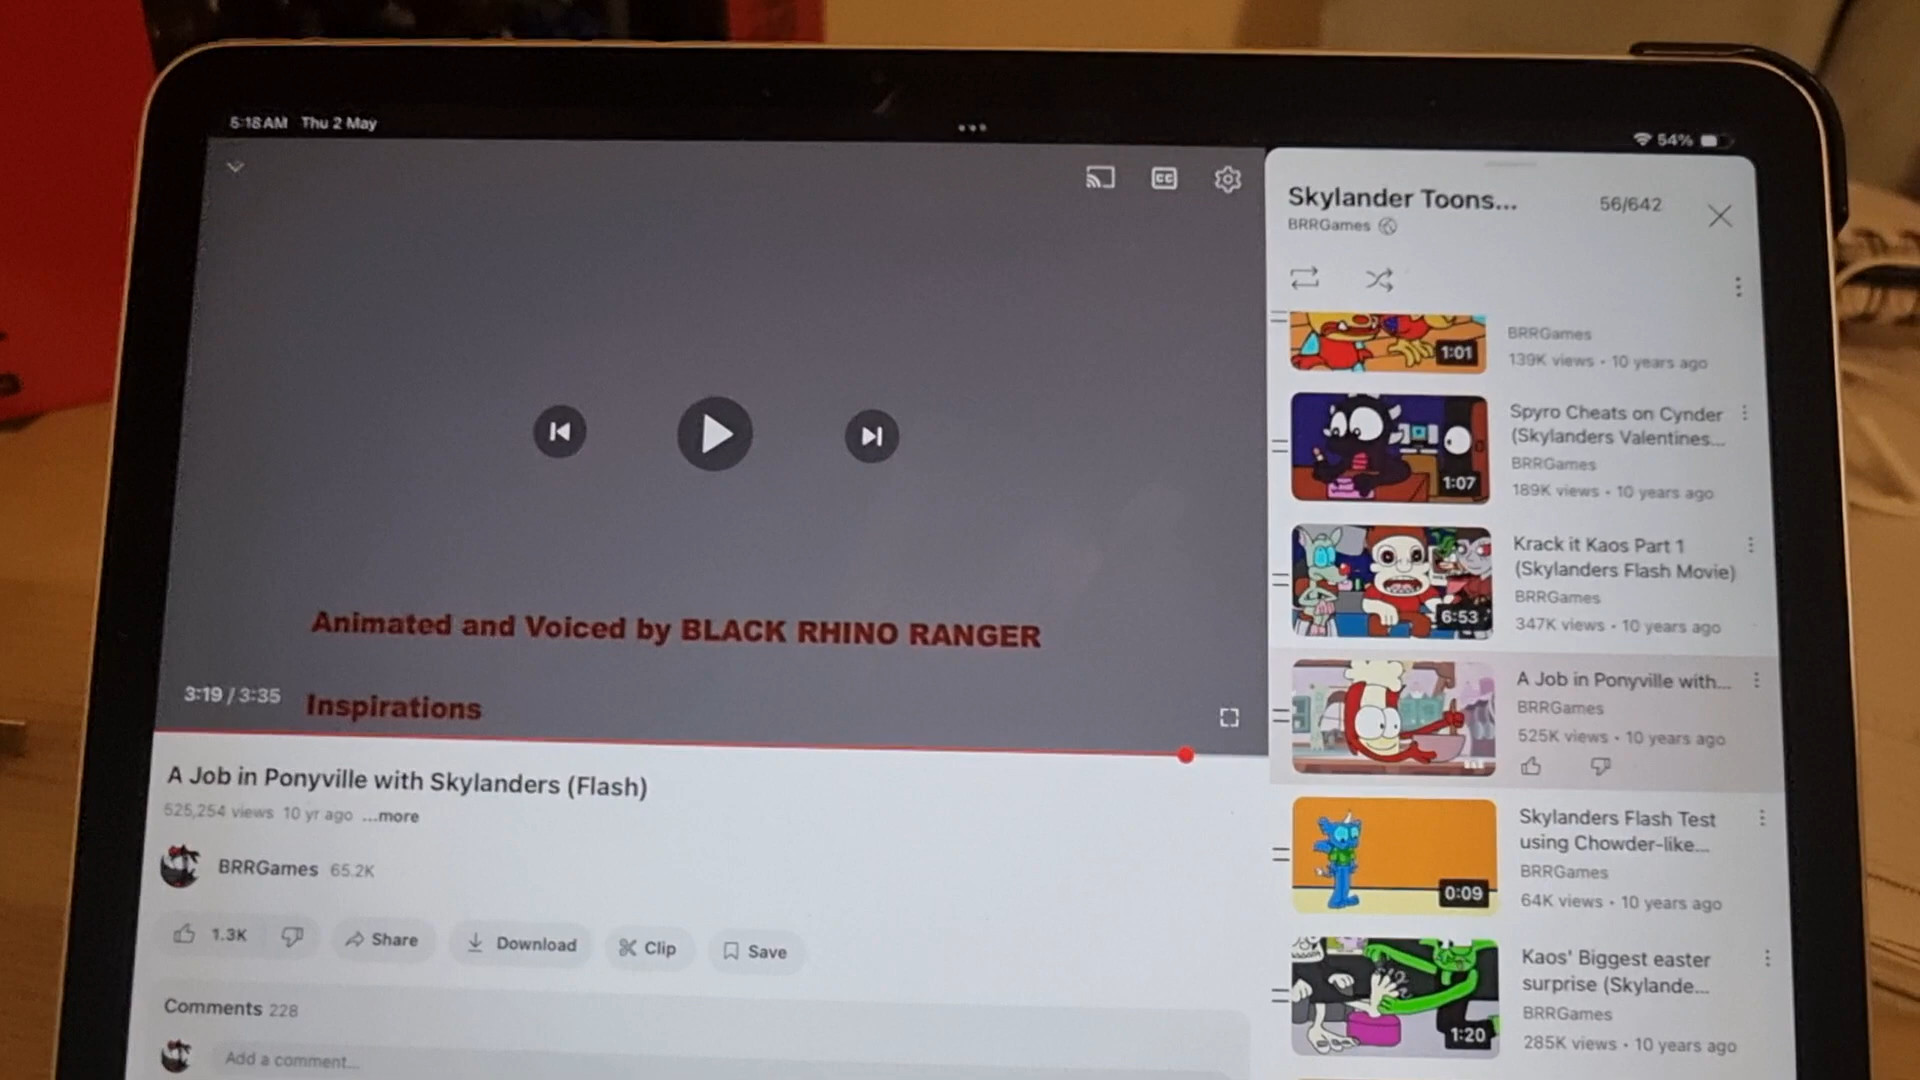 5:18 AM Thu 2 May
54%
Animated and Voiced by BLACK RHINO RANGER
3:19 / 3:35
Inspirations
A Job in Ponyville with Skylanders (Flash)
525,254 views 10 yr ago ...more
BRRGames 65.2K
1.3K
Share
Download
Clip
Save
Comments 228
Add a comment...
Skylander Toons... 56/642
BRRGames
1:01
BRRGames
139K views • 10 years ago
1:07
Spyro Cheats on Cynder
(Skylanders Valentines...
BRRGames
189K views • 10 years ago
6:53
Krack it Kaos Part 1
(Skylanders Flash Movie)
BRRGames
347K views • 10 years ago
A Job in Ponyville with...
BRRGames
525K views • 10 years ago
0:09
Skylanders Flash Test
using Chowder-like...
BRRGames
64K views • 10 years ago
1:20
Kaos' Biggest easter
surprise (Skylande...
BRRGames
285K views • 10 years ago